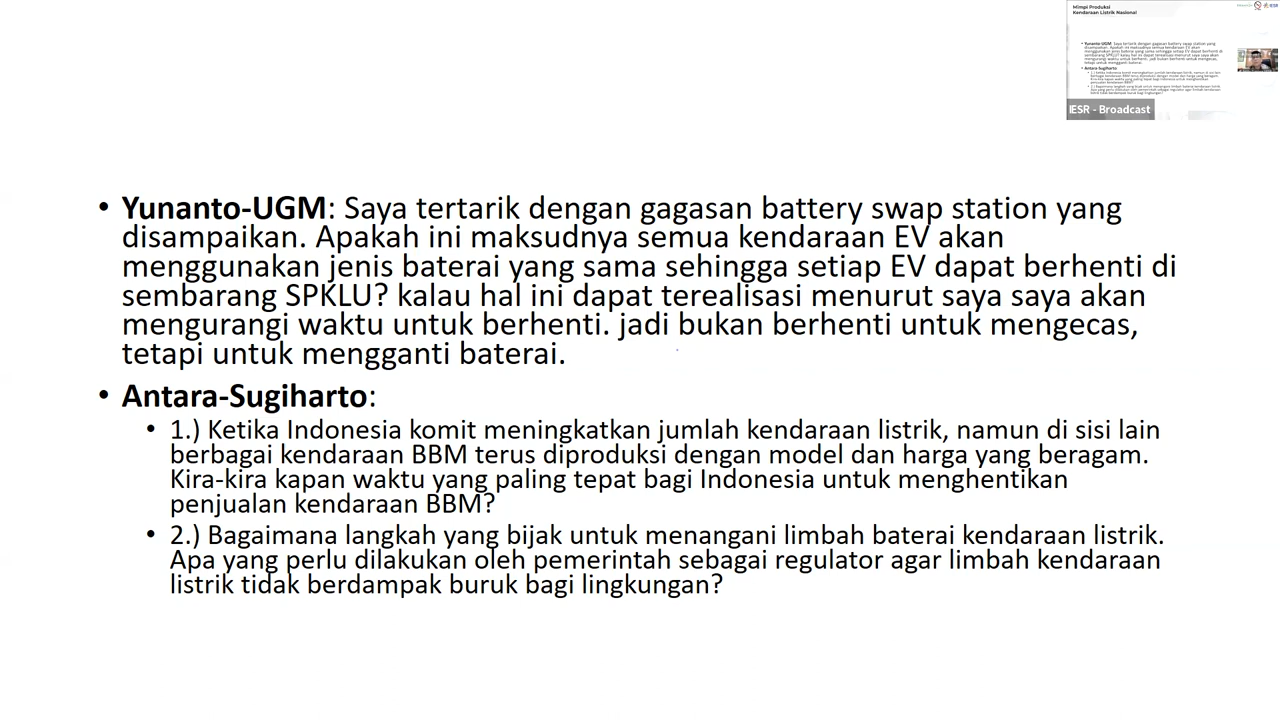 Mimpi Produksi
Kendaraan Listrik Nasional
IESR - Broadcast
• Yunanto-UGM: Saya tertarik dengan gagasan battery swap station yang
disampaikan. Apakah ini maksudnya semua kendaraan EV akan
menggunakan jenis baterai yang sama sehingga setiap EV dapat berhenti di
sembarang SPKLU? kalau hal ini dapat terealisasi menurut saya saya akan
mengurangi waktu untuk berhenti. jadi bukan berhenti untuk mengecas,
tetapi untuk mengganti baterai.
• Antara-Sugiharto:
• 1.) Ketika Indonesia komit meningkatkan jumlah kendaraan listrik, namun di sisi lain
berbagai kendaraan BBM terus diproduksi dengan model dan harga yang beragam.
Kira-kira kapan waktu yang paling tepat bagi Indonesia untuk menghentikan
penjualan kendaraan BBM?
• 2.) Bagaimana langkah yang bijak untuk menangani limbah baterai kendaraan listrik.
Apa yang perlu dilakukan oleh pemerintah sebagai regulator agar limbah kendaraan
listrik tidak berdampak buruk bagi lingkungan?